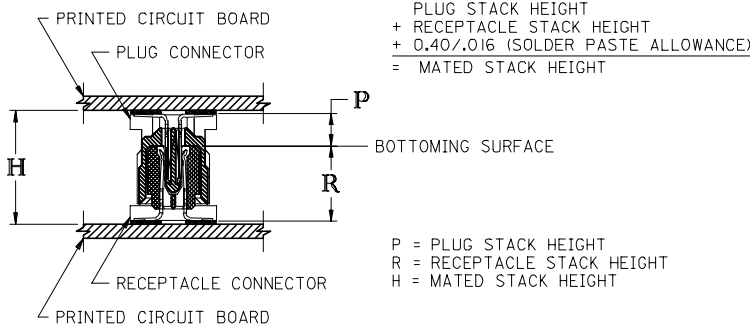 PRINTED CIRCUIT BOARD
PLUG CONNECTOR
PLUG STACK HEIGHT
+ RECEPTACLE STACK HEIGHT
+ 0.40/.016 (SOLDER PASTE ALLOWANCE)
= MATED STACK HEIGHT
P
H
BOTTOMING SURFACE
R
RECEPTACLE CONNECTOR
PRINTED CIRCUIT BOARD
P = PLUG STACK HEIGHT
R = RECEPTACLE STACK HEIGHT
H = MATED STACK HEIGHT